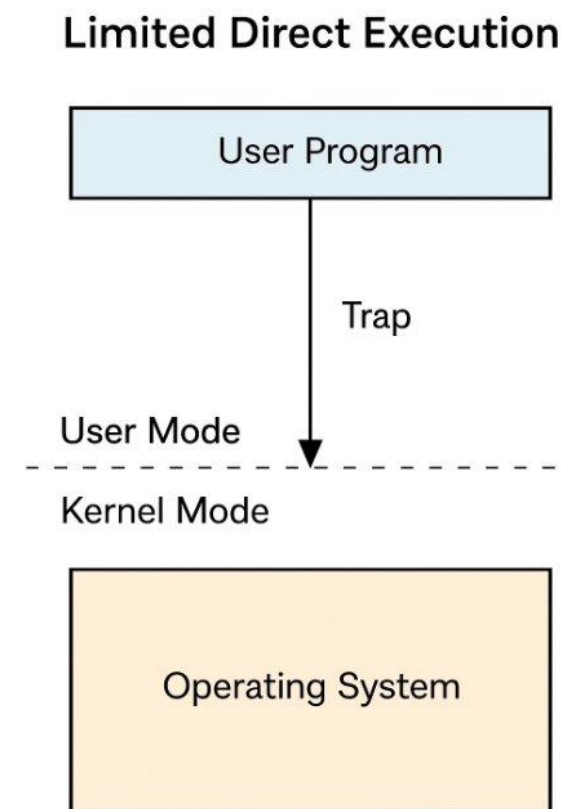 Limited Direct Execution
User Program
Trap
User Mode
Kernel Mode
Operating System